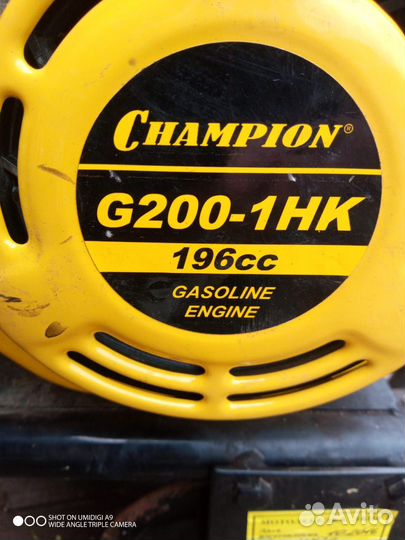 CHAMPION®
G200-1HK
196cc
GASOLINE
ENGINE
SHOT ON UMIDIGI A9
WIDE ANGLE TRIPLE CAMERA
Avito